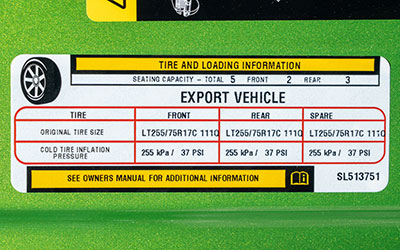 TIRE AND LOADING INFORMATION
SEATING CAPACITY - TOTAL 5 FRONT 2 REAR 3
EXPORT VEHICLE
TIRE FRONT REAR SPARE
ORIGINAL TIRE SIZE LT255/75R17C 111Q LT255/75R17C 111Q LT255/75R17C 111Q
COLD TIRE INFLATION
PRESSURE 255 kPa / 37 PSI 255 kPa / 37 PSI 255 kPa / 37 PSI
SEE OWNERS MANUAL FOR ADDITIONAL INFORMATION SL513751